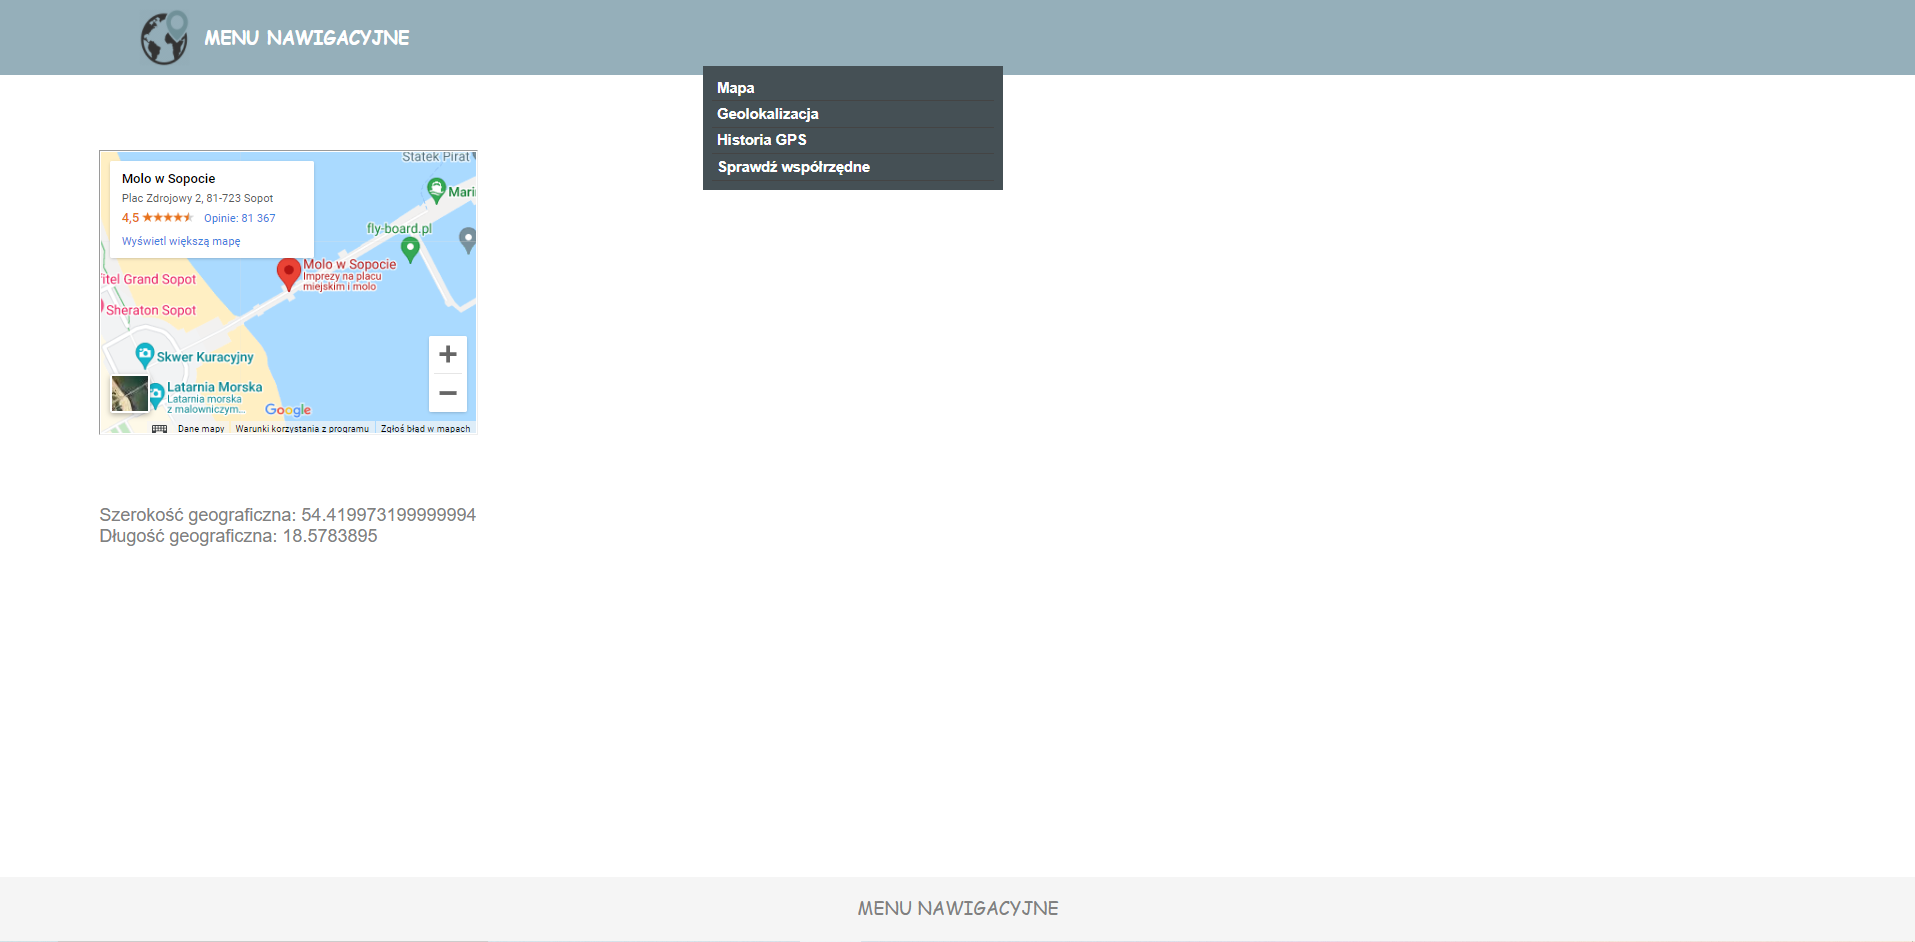 MENU NAWIGACYJNE
Mapa
Geolokalizacja
Historia GPS
Sprawdź współrzędne
Statek Pirat
Molo w Sopocie
Plac Zdrojowy 2, 81-723 Sopot
4,5 Opinie: 81 367
Wyświetl większą mapę
Mari
fly-board.pl
Molo w Sopocie
Imprezy na placu
miejskim i molo
itel Grand Sopot
Sheraton Sopot
Skwer Kuracyjny
Latarnia Morska
Latarnia morska
z malowniczym...
Google
Dane mapy Warunki korzystania z programu Zgłoś błąd w mapach
Szerokość geograficzna: 54.419973199999994
Długość geograficzna: 18.5783895
MENU NAWIGACYJNE